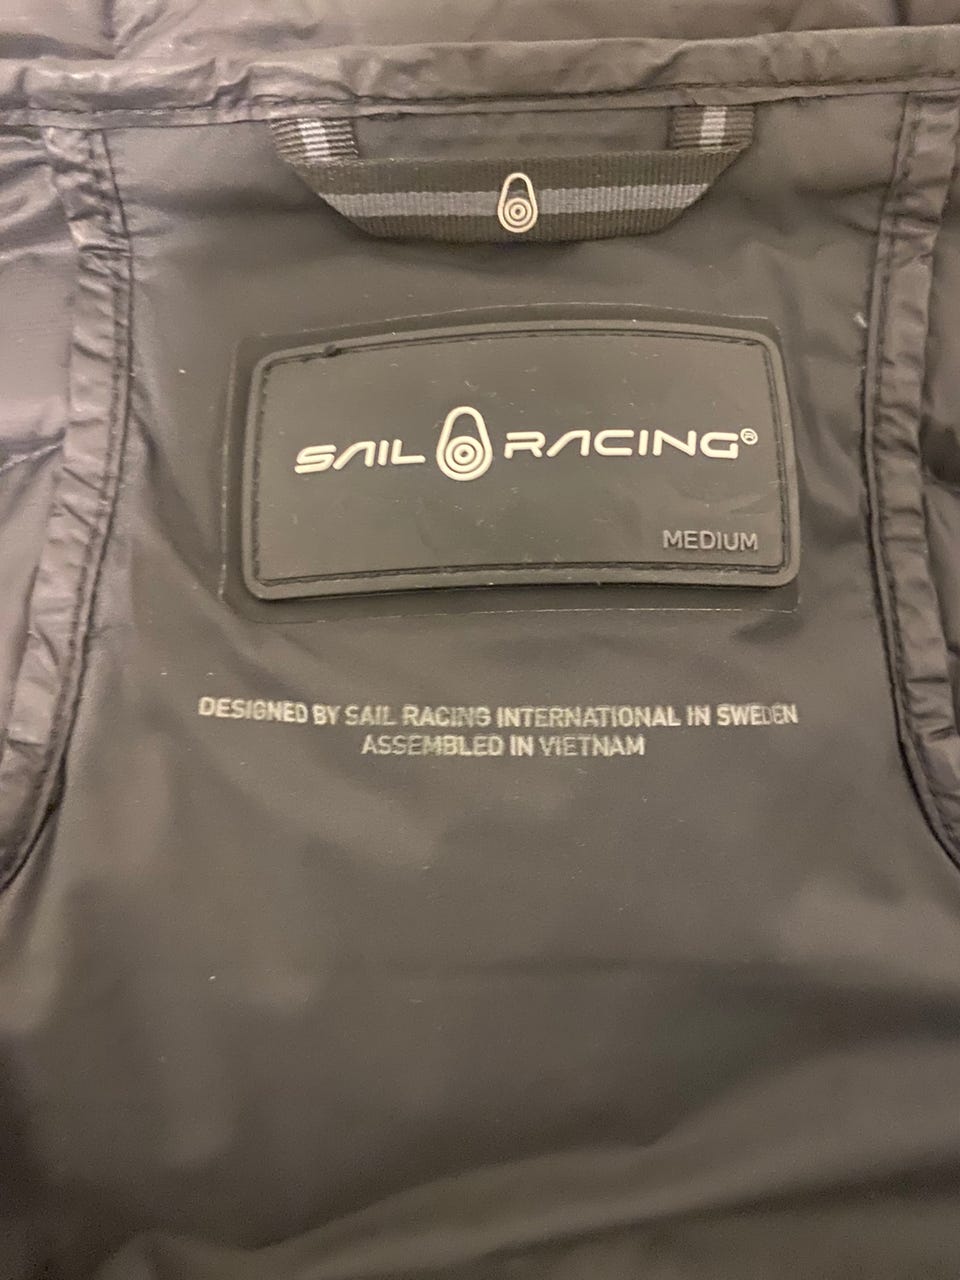 SAIL RACING®
MEDIUM
DESIGNED BY SAIL RACING INTERNATIONAL IN SWEDEN
ASSEMBLED IN VIETNAM